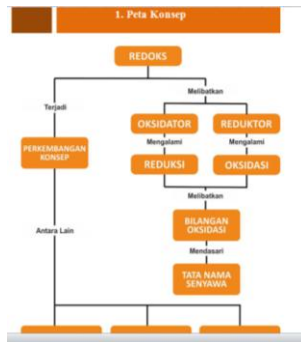 1. Peta Konsep
REDOKS
Melibatkan
Terjadi
OKSIDATOR
REDUKTOR
Mengalami
Mengalami
PERKEMBANGAN
KONSEP
REDUKSI
OKSIDASI
Melibatkan
BILANGAN
OKSIDASI
Antara Lain
Mendasari
TATA NAMA
SENYAWA